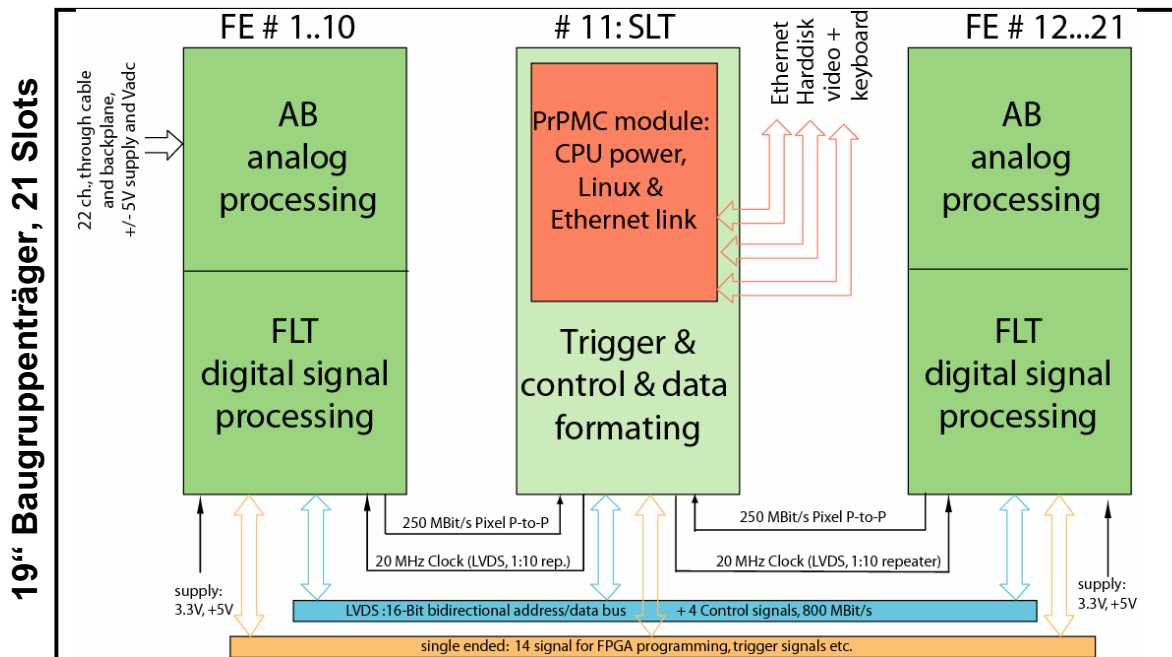 19“ Baugruppenträger, 21 Slots
FE # 1..10
# 11: SLT
FE # 12...21
22 ch., through cable
and backplane,
+/- 5V supply and Vadc
AB
analog
processing
FLT
digital signal
processing
PrPMC module:
CPU power,
Linux &
Ethernet link
Trigger &
control & data
formating
Ethernet
Harddisk
video +
keyboard
AB
analog
processing
FLT
digital signal
processing
250 MBit/s Pixel P-to-P
250 MBit/s Pixel P-to-P
20 MHz Clock (LVDS, 1:10 rep.)
20 MHz Clock (LVDS, 1:10 repeater)
supply:
3.3V, +5V
supply:
3.3V, +5V
LVDS :16-Bit bidirectional address/data bus + 4 Control signals, 800 MBit/s
single ended: 14 signal for FPGA programming, trigger signals etc.